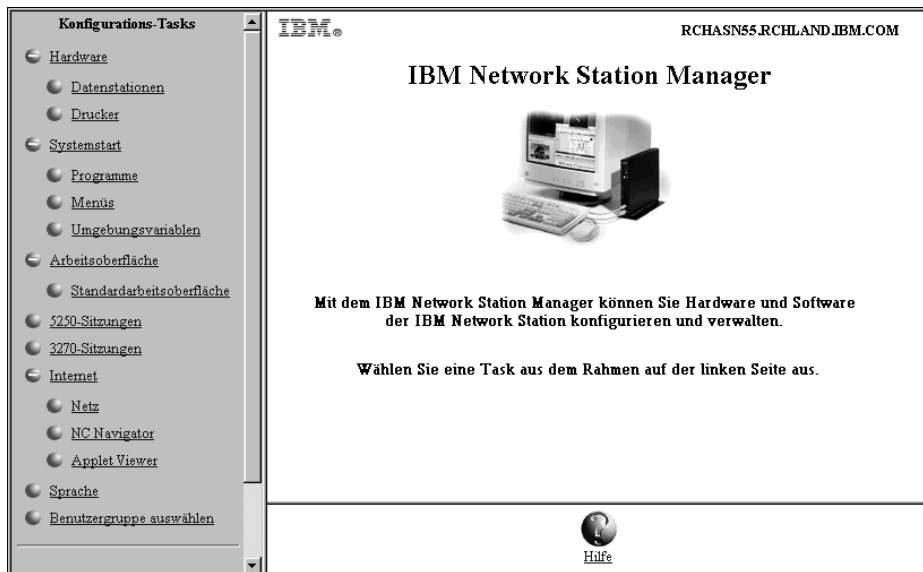 Konfigurations-Tasks
Hardware
Datenstationen
Drucker
Systemstart
Programme
Menüs
Umgebungsvariablen
Arbeitsoberfläche
Standardarbeitsoberfläche
5250-Sitzungen
3270-Sitzungen
Internet
Netz
NC Navigator
Applet Viewer
Sprache
Benutzergruppe auswählen
IBM®
RCHASN55.RCHLAND.IBM.COM
IBM Network Station Manager
Mit dem IBM Network Station Manager können Sie Hardware und Software
der IBM Network Station konfigurieren und verwalten.
Wählen Sie eine Task aus dem Rahmen auf der linken Seite aus.
Hilfe